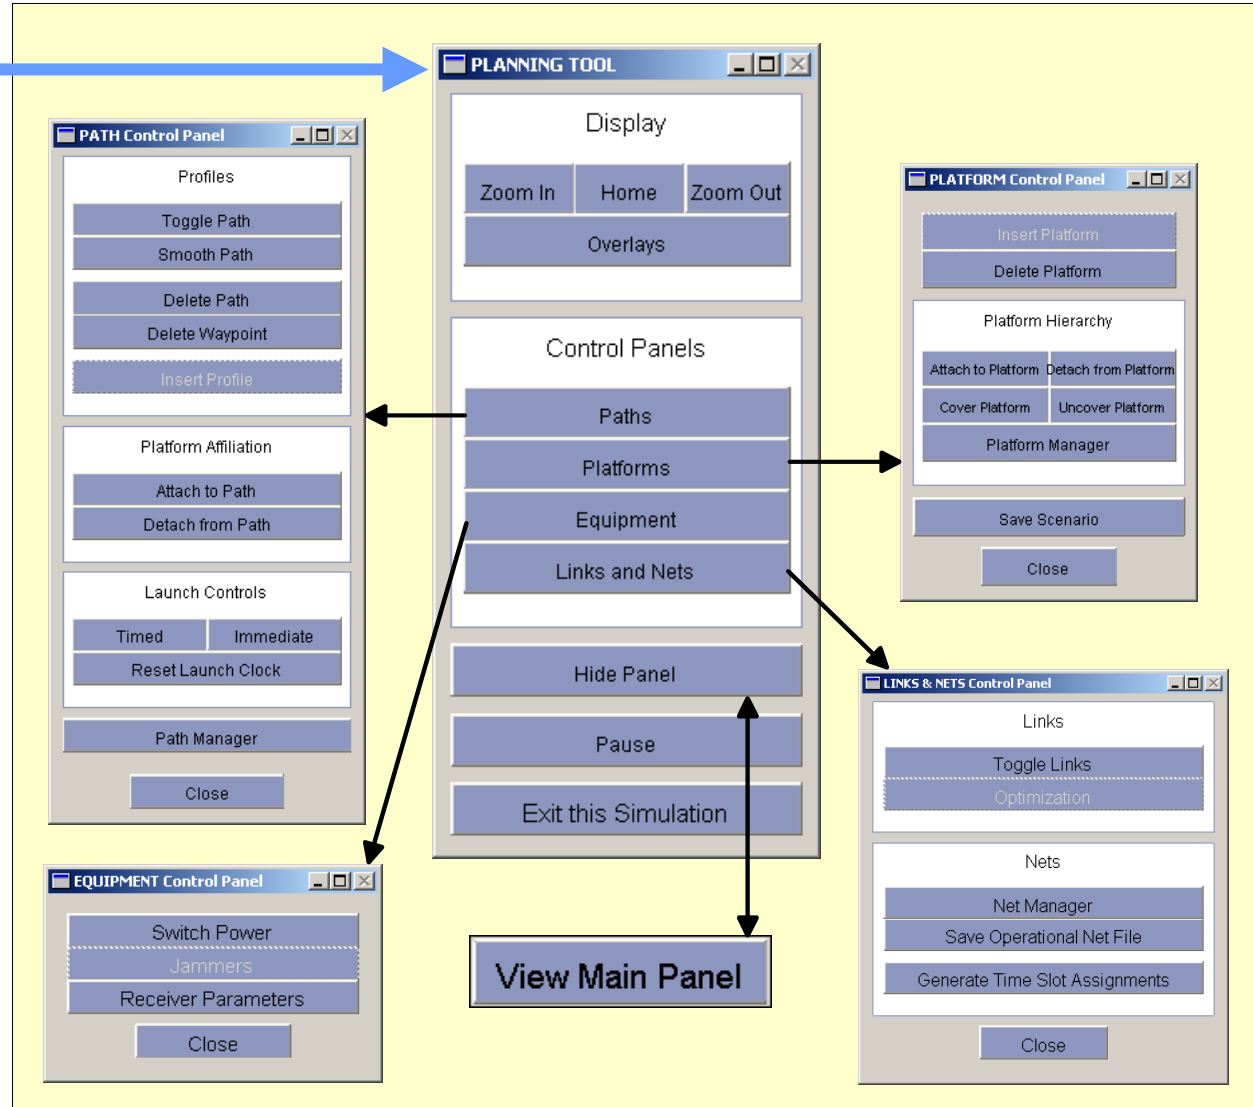 PLANNING TOOL
Display
Zoom In Home Zoom Out
Overlays
Control Panels
Paths
Platforms
Equipment
Links and Nets
Hide Panel
Pause
Exit this Simulation
PATH Control Panel
Profiles
Toggle Path
Smooth Path
Delete Path
Delete Waypoint
Insert Profile
Platform Affiliation
Attach to Path
Detach from Path
Launch Controls
Timed Immediate
Reset Launch Clock
Path Manager
Close
PLATFORM Control Panel
Insert Platform
Delete Platform
Platform Hierarchy
Attach to Platform Detach from Platform
Cover Platform Uncover Platform
Platform Manager
Save Scenario
Close
EQUIPMENT Control Panel
Switch Power
Jammers
Receiver Parameters
Close
View Main Panel
LINKS & NETS Control Panel
Links
Toggle Links
Optimization
Nets
Net Manager
Save Operational Net File
Generate Time Slot Assignments
Close